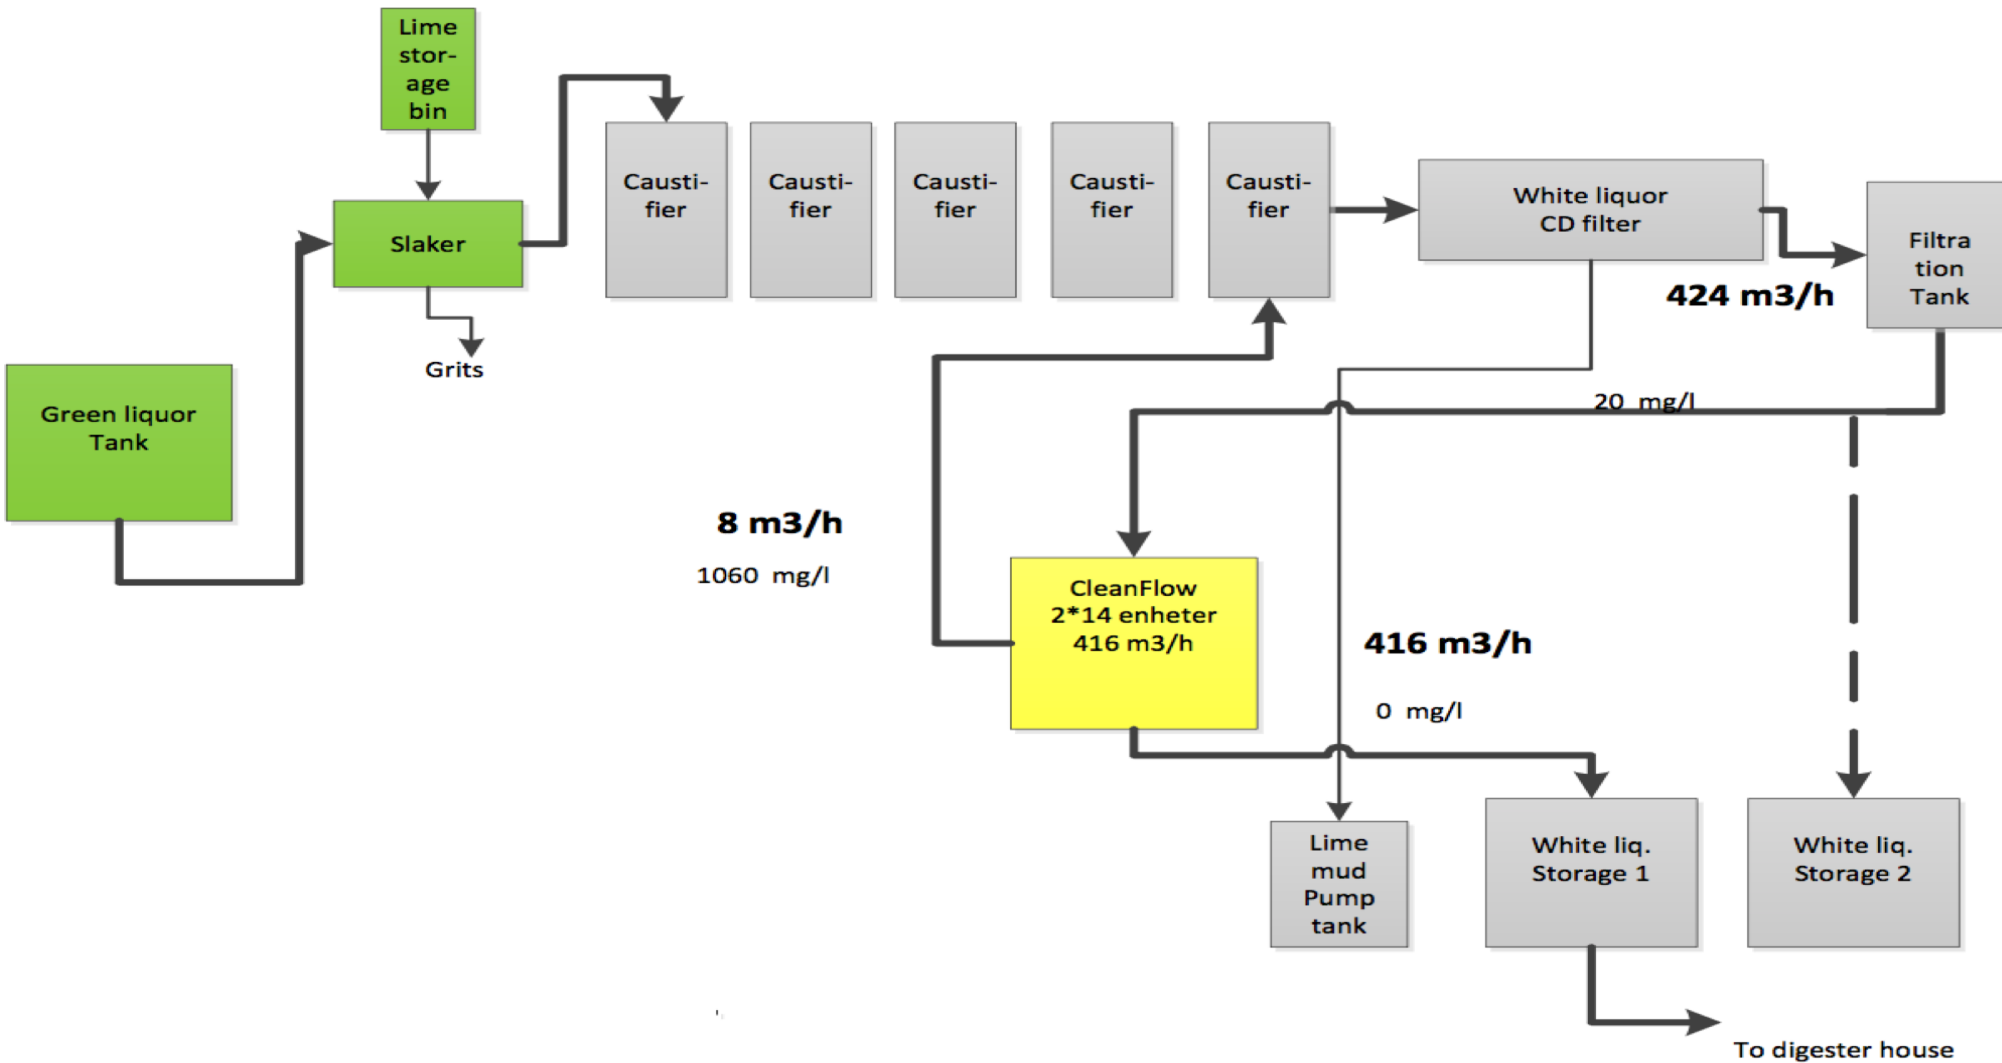 Lime
stor-
age
bin
Slaker
Grits
Green liquor
Tank
Causti-
fier
Causti-
fier
Causti-
fier
Causti-
fier
Causti-
fier
White liquor
CD filter
424 m3/h
Filtra
tion
Tank
20 mg/l
8 m3/h
1060 mg/l
CleanFlow
2*14 enheter
416 m3/h
416 m3/h
0 mg/l
Lime
mud
Pump
tank
White liq.
Storage 1
White liq.
Storage 2
To digester house